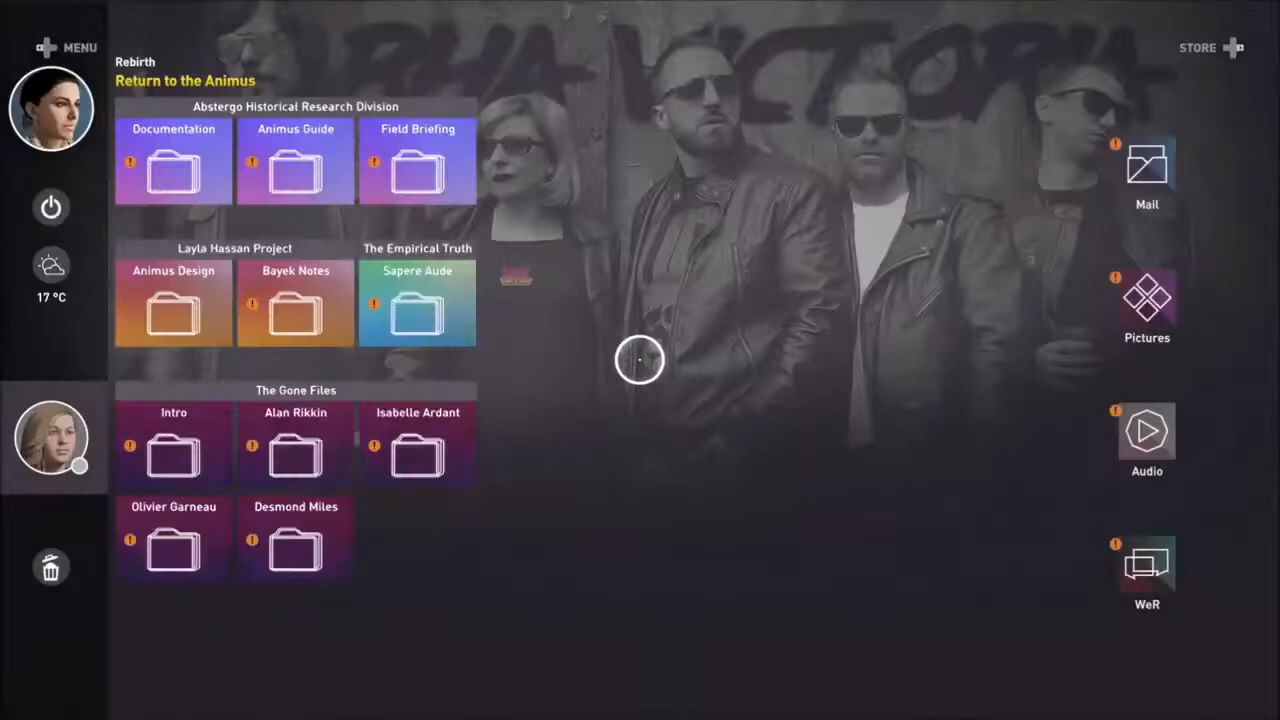 MENU
STORE
Rebirth
Return to the Animus
Abstergo Historical Research Division
Documentation
Animus Guide
Field Briefing
Layla Hassan Project
The Empirical Truth
Animus Design
Bayek Notes
Sapere Aude
17 °C
The Gone Files
Intro
Alan Rikkin
Isabelle Ardant
Olivier Garneau
Desmond Miles
Mail
Pictures
Audio
WeR